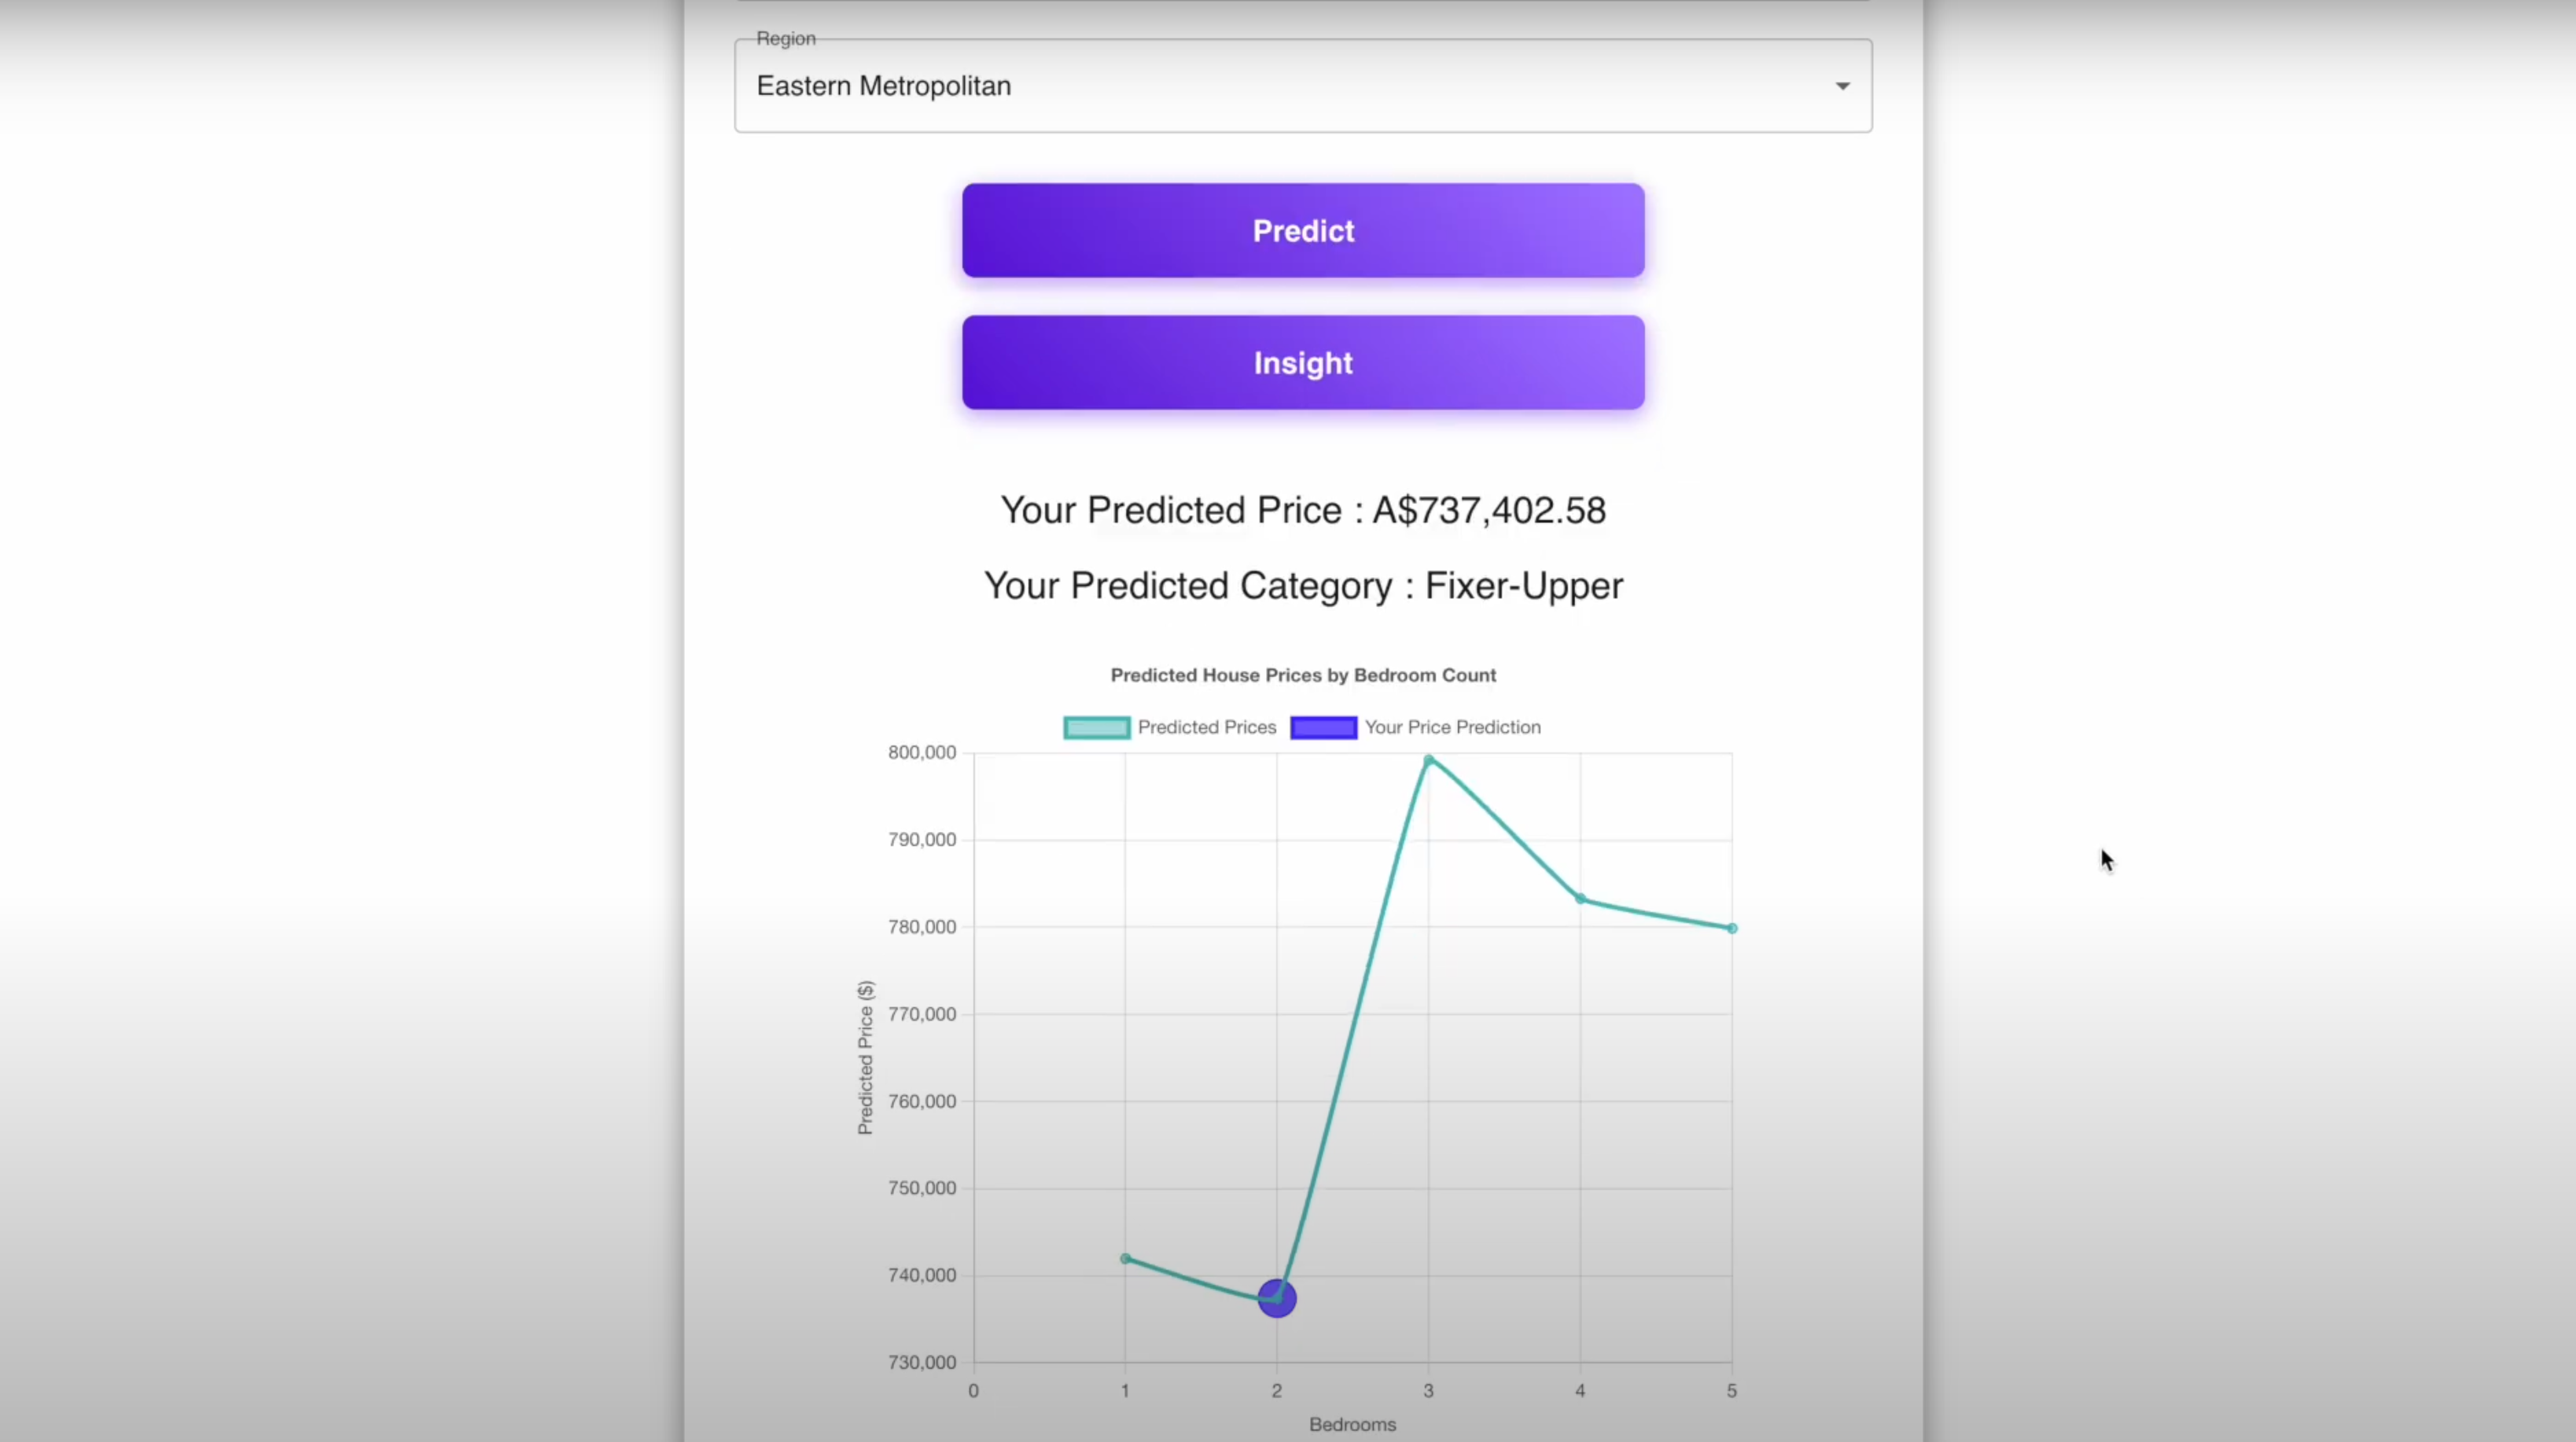 Region
Eastern Metropolitan
Predict
Insight
Your Predicted Price : A$737,402.58
Your Predicted Category : Fixer-Upper
Predicted House Prices by Bedroom Count
Predicted Prices Your Price Prediction
800,000
790,000
780,000
770,000
760,000
750,000
740,000
730,000
Predicted Price ($)
0 1 2 3 4 5
Bedrooms